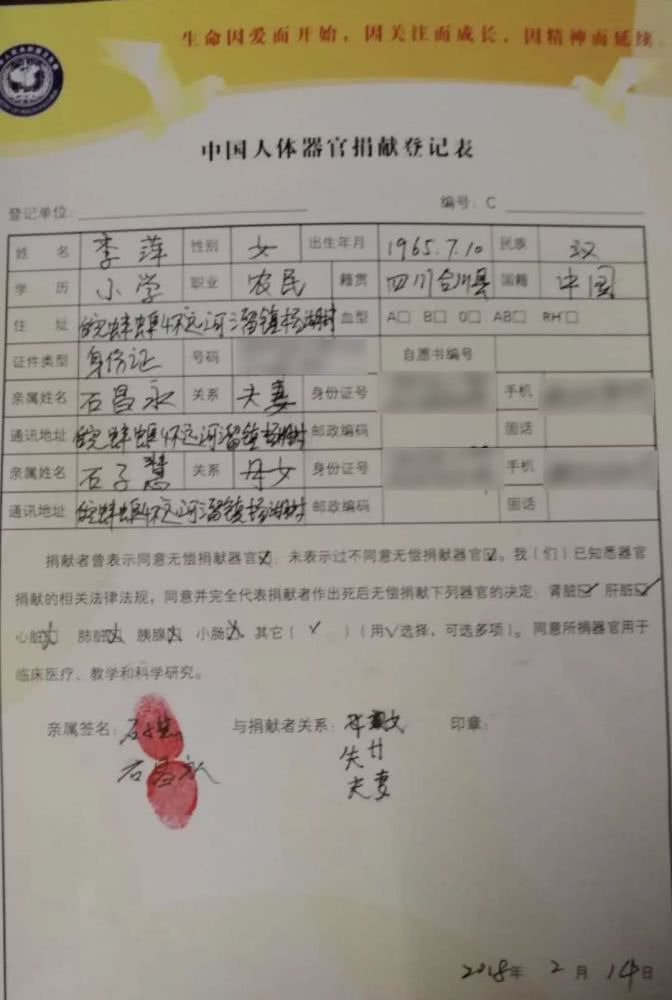 生命因爱而开始，因关注而成长，因精神而延续。
中国人体器官捐献登记表
登记单位： 编号：C
姓 名 李萍 性别 女 出生年月 1965.7.10 民族 汉
学 历 小学 职业 农民 籍贯 四川合川县 国籍 中国
住 址 皖蚌埠怀远河溜镇杨湖村 血型 A□ B□ O□ AB□ RH□
证件类型 身份证 号码 自愿书编号
亲属姓名 石昌永 关系 夫妻 身份证号 手机
通讯地址 皖蚌埠怀远河溜镇杨湖村 邮政编码 固话
亲属姓名 石子慧 关系 母女 身份证号 手机
通讯地址 皖蚌埠怀远河溜镇杨湖村 邮政编码 固话
捐献者曾表示同意无偿捐献器官☑，未表示过不同意无偿捐献器官☑。我（们）已知悉器官
捐献的相关法律法规，同意并完全代表捐献者作出死后无偿捐献下列器官的决定：肾脏☑ 肝脏☑
心脏☑ 肺脏☑ 胰腺☑ 小肠☑ 其它（ ✓ ）（用√选择，可选多项）。同意所捐器官用于
临床医疗、教学和科学研究。
亲属签名： 与捐献者关系： 印章：
石昌永 夫妻
2018年 2月 14日